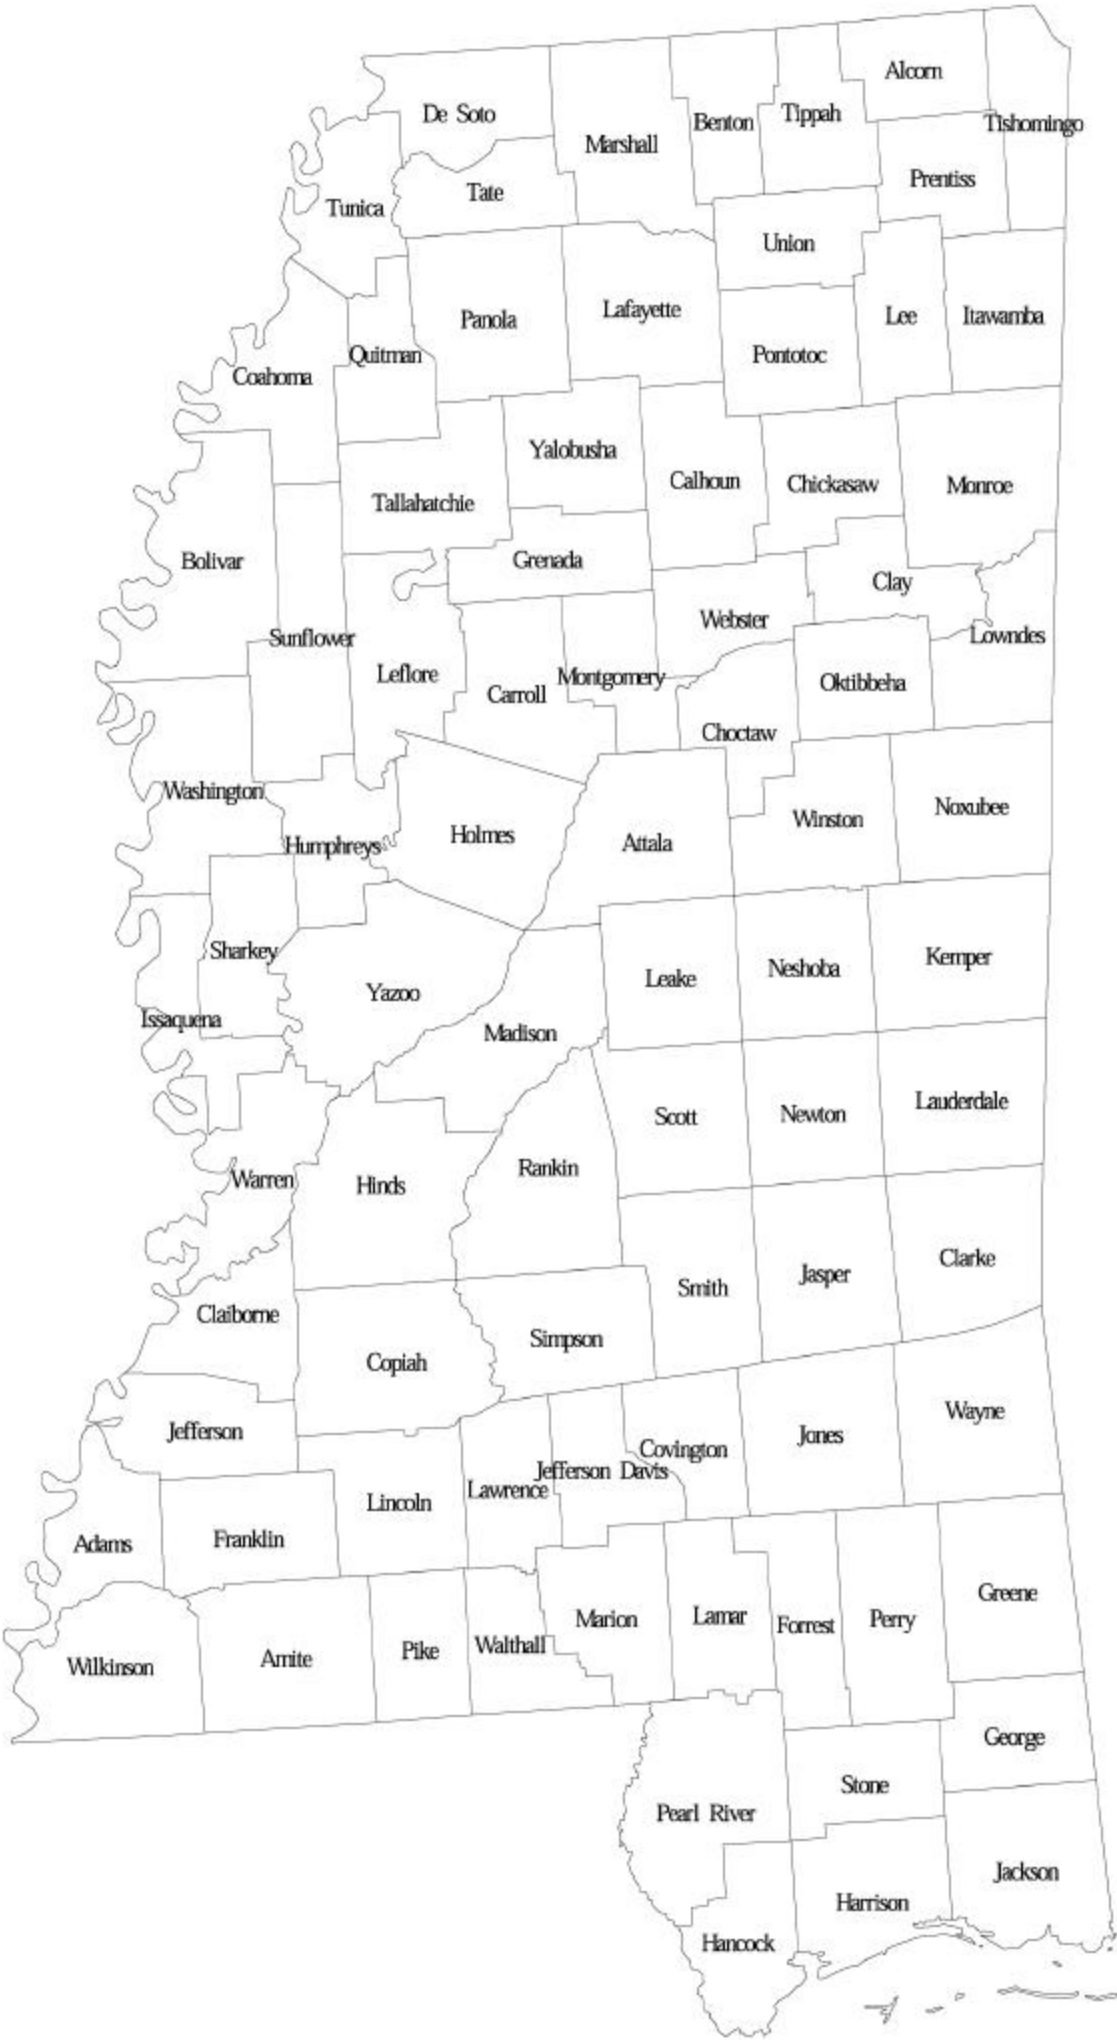 Alcorn
De Soto
Tippah
Benton
Tishomingo
Marshall
Prentiss
Tate
Tunica
Union
Lafayette
Lee
Itawamba
Panola
Pontotoc
Quitman
Coahoma
Yalobusha
Calhoun
Chickasaw
Monroe
Tallahatchie
Grenada
Bolivar
Clay
Webster
Lowndes
Sunflower
Leflore
Montgomery
Oktibbeha
Carroll
Choctaw
Washington
Noxubee
Winston
Holmes
Attala
Humphreys
Sharkey
Kemper
Neshoba
Leake
Yazoo
Issaquena
Madison
Lauderdale
Newton
Scott
Rankin
Warren
Hinds
Clarke
Jasper
Smith
Claiborne
Simpson
Copiah
Wayne
Jefferson
Jones
Covington
Jefferson Davis
Lawrence
Lincoln
Franklin
Adams
Greene
Lamar
Marion
Perry
Forrest
Walthall
Pike
Amite
Wilkinson
George
Stone
Pearl River
Jackson
Harrison
Hancock